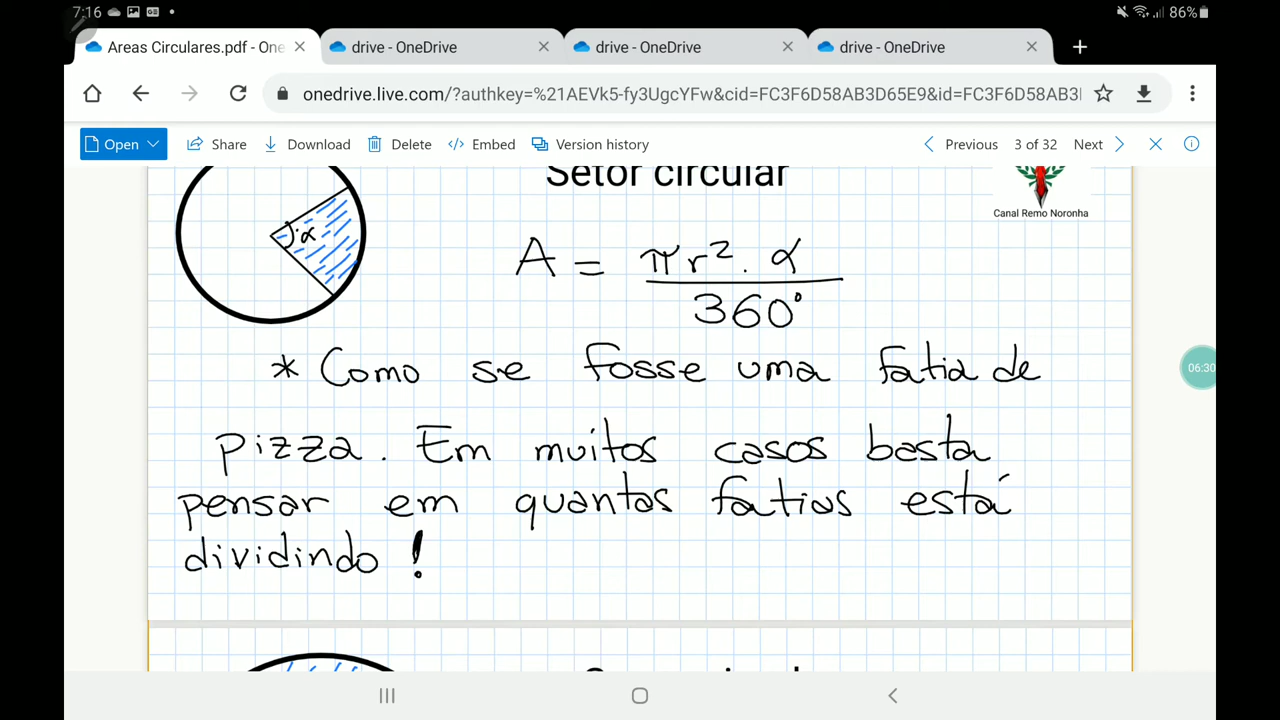 7:16
86%
Areas Circulares.pdf - One
drive - OneDrive
drive - OneDrive
drive - OneDrive
onedrive.live.com/?authkey=%21AEVk5-fy3UgcYFw&cid=FC3F6D58AB3D65E9&id=FC3F6D58AB3I
Open Share Download Delete Embed Version history Previous 3 of 32 Next
Setor circular
Canal Remo Noronha
α
A = πr². α
360°
06:30
* Como se fosse uma fatia de
pizza. Em muitos casos basta
pensar em quantas fatias está
dividindo !